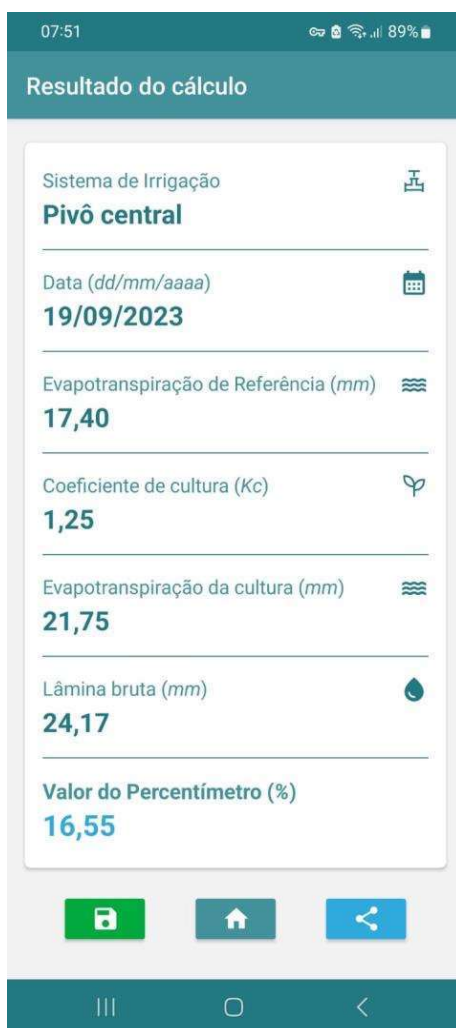 07:51 89%
Resultado do cálculo
Sistema de Irrigação
Pivô central
Data (dd/mm/aaaa)
19/09/2023
Evapotranspiração de Referência (mm)
17,40
Coeficiente de cultura (Kc)
1,25
Evapotranspiração da cultura (mm)
21,75
Lâmina bruta (mm)
24,17
Valor do Percentímetro (%)
16,55